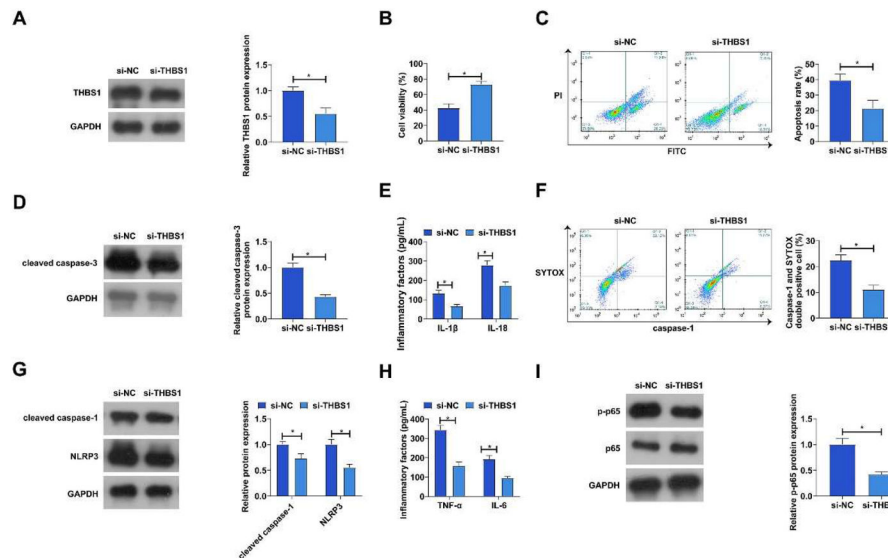 A
si-NC si-THBS1
THBS1
GAPDH
Relative THBS1 protein expression
1.5
1.0
0.5
0.0
*
si-NC si-THBS1
B
Cell viability (%)
100
80
60
40
20
0
*
si-NC si-THBS1
C
si-NC
si-THBS1
PI
FITC
Apoptosis rate (%)
50
40
30
20
10
0
*
si-NC si-THBS
D
si-NC si-THBS1
cleaved caspase-3
GAPDH
Relative cleaved caspase-3
protein expression
1.5
1.0
0.5
0.0
*
si-NC si-THBS1
E
si-NC
si-THBS1
Inflammatory factors (pg/mL)
400
300
200
100
0
*
*
IL-1β
IL-18
F
si-NC
si-THBS1
SYTOX
caspase-1
Caspase-1 and SYTOX
double positive cell (%)
30
20
10
0
*
si-NC si-THBS
G
si-NC si-THBS1
cleaved caspase-1
NLRP3
GAPDH
si-NC
si-THBS1
Relative protein expression
1.5
1.0
0.5
0.0
*
*
cleaved caspase-1
NLRP3
H
si-NC
si-THBS1
Inflammatory factors (pg/mL)
400
300
200
100
0
*
*
TNF-α
IL-6
I
si-NC si-THBS1
p-p65
p65
GAPDH
Relative p-p65 protein expression
1.5
1.0
0.5
0.0
*
si-NC si-THB